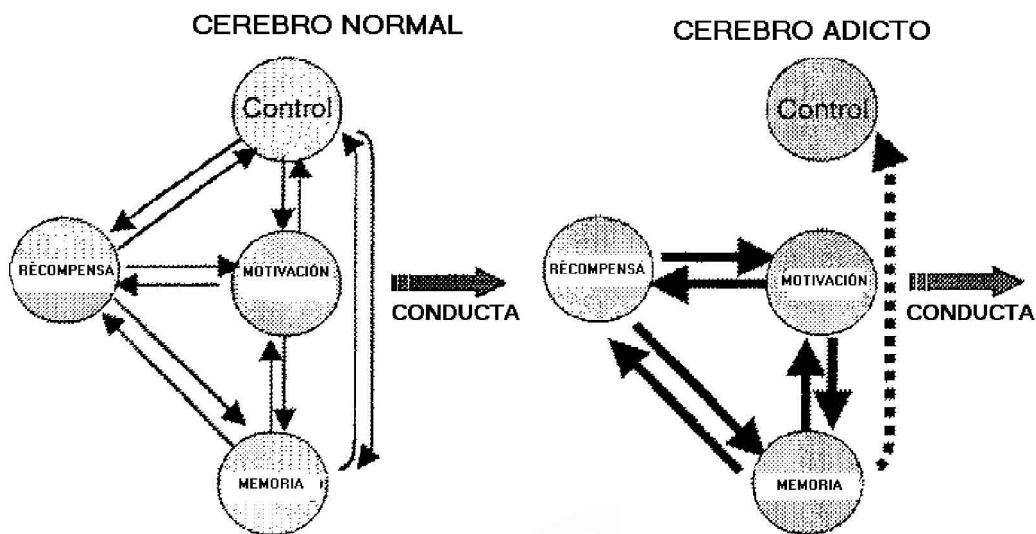 CEREBRO NORMAL
Control
RECOMPENSA
MOTIVACIÓN
CONDUCTA
MEMORIA
CEREBRO ADICTO
Control
RECOMPENSA
MOTIVACIÓN
CONDUCTA
MEMORIA